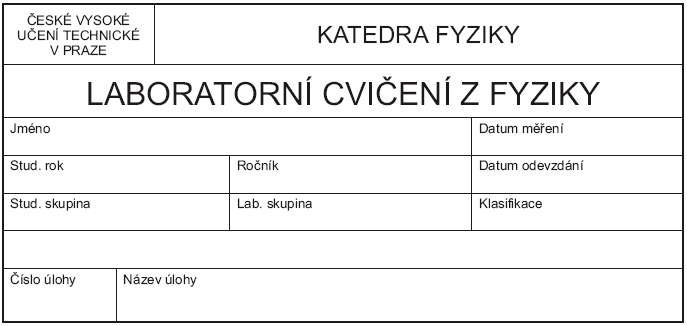 ČESKÉ VYSOKÉ
UČENÍ TECHNICKÉ
V PRAZE
KATEDRA FYZIKY
LABORATORNÍ CVIČENÍ Z FYZIKY
Jméno
Datum měření
Stud. rok
Ročník
Datum odevzdání
Stud. skupina
Lab. skupina
Klasifikace
Číslo úlohy
Název úlohy